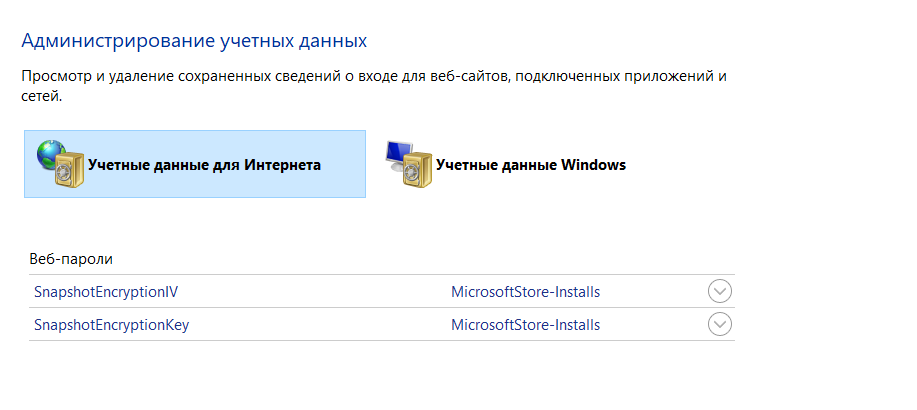 Администрирование учетных данных
Просмотр и удаление сохраненных сведений о входе для веб-сайтов, подключенных приложений и
сетей.
Учетные данные для Интернета
Учетные данные Windows
Веб-пароли
SnapshotEncryptionIV MicrosoftStore-Installs
SnapshotEncryptionKey MicrosoftStore-Installs